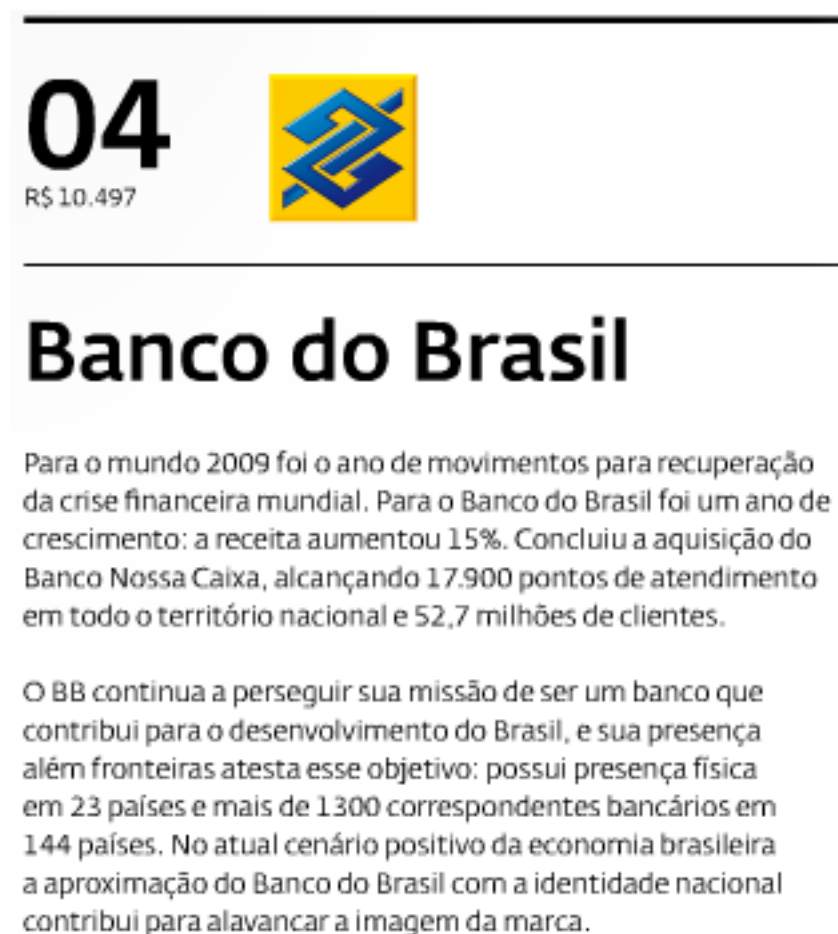 04
R$ 10.497
Banco do Brasil
Para o mundo 2009 foi o ano de movimentos para recuperação
da crise financeira mundial. Para o Banco do Brasil foi um ano de
crescimento: a receita aumentou 15%. Concluiu a aquisição do
Banco Nossa Caixa, alcançando 17.900 pontos de atendimento
em todo o território nacional e 52,7 milhões de clientes.
O BB continua a perseguir sua missão de ser um banco que
contribui para o desenvolvimento do Brasil, e sua presença
além fronteiras atesta esse objetivo: possui presença física
em 23 países e mais de 1300 correspondentes bancários em
144 países. No atual cenário positivo da economia brasileira
a aproximação do Banco do Brasil com a identidade nacional
contribui para alavancar a imagem da marca.